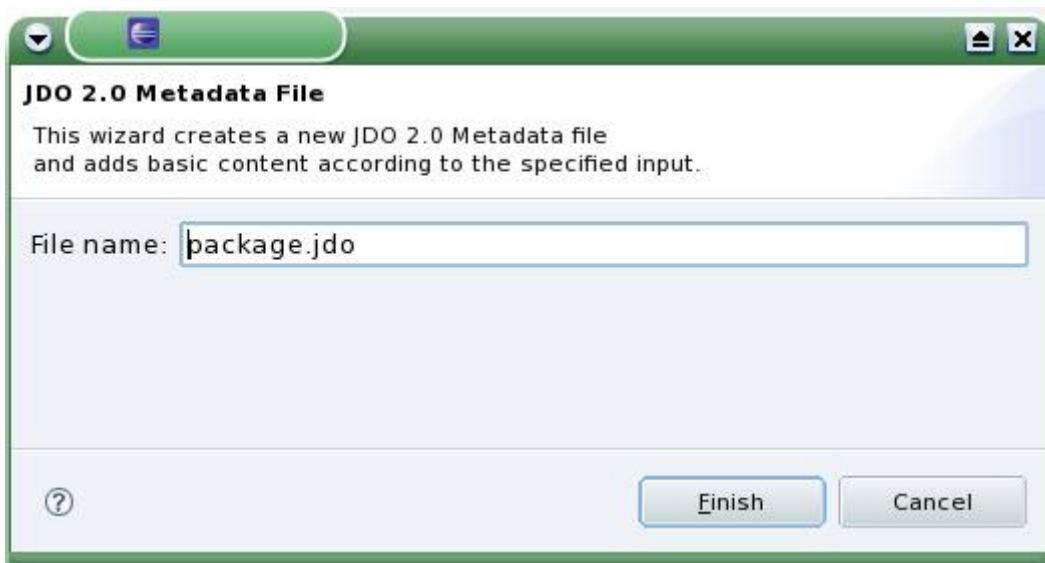 JDO 2.0 Metadata File
This wizard creates a new JDO 2.0 Metadata file
and adds basic content according to the specified input.
File name: package.jdo
?
Finish Cancel